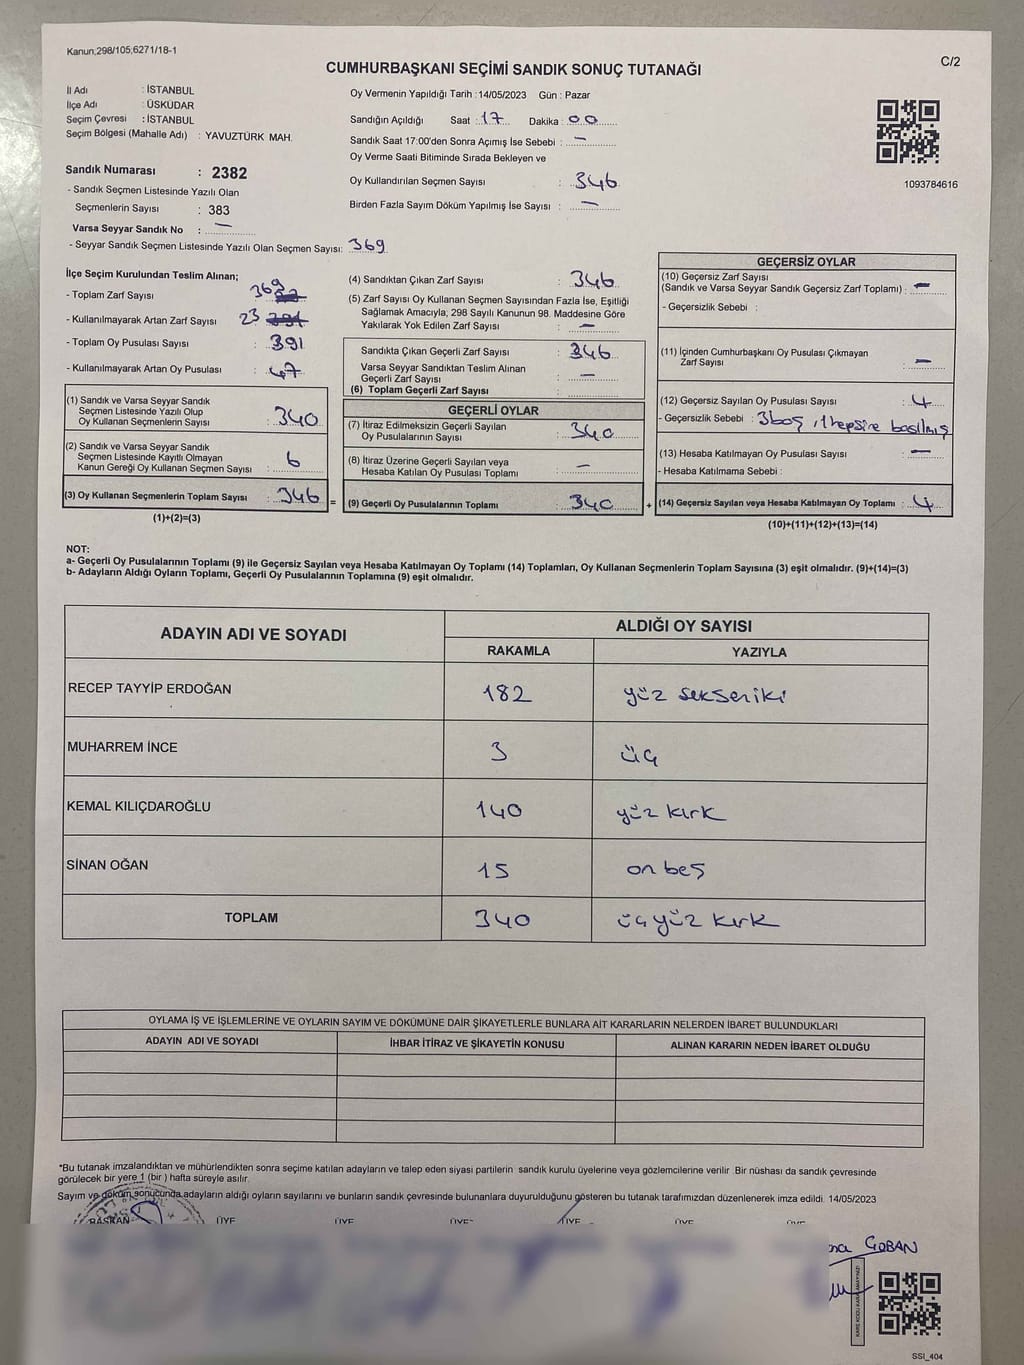 Kanun;298/105;6271/18-1
C/2
CUMHURBAŞKANI SEÇİMİ SANDIK SONUÇ TUTANAĞI
İl Adı : İSTANBUL
İlçe Adı : ÜSKÜDAR
Seçim Çevresi : İSTANBUL
Seçim Bölgesi (Mahalle Adı) : YAVUZTÜRK MAH.
Sandık Numarası : 2382
- Sandık Seçmen Listesinde Yazılı Olan
Seçmenlerin Sayısı : 383
Varsa Seyyar Sandık No : —
- Seyyar Sandık Seçmen Listesinde Yazılı Olan Seçmen Sayısı: 369
Oy Vermenin Yapıldığı Tarih : 14/05/2023 Gün : Pazar
Sandığın Açıldığı Saat : 17 Dakika : 00
Sandık Saat 17:00'den Sonra Açımış İse Sebebi : —
Oy Verme Saati Bitiminde Sırada Bekleyen ve
Oy Kullandırılan Seçmen Sayısı : 346
Birden Fazla Sayım Döküm Yapılmış İse Sayısı : —
1093784616
İlçe Seçim Kurulundan Teslim Alınan;
- Toplam Zarf Sayısı 369
- Kullanılmayarak Artan Zarf Sayısı 23
- Toplam Oy Pusulası Sayısı : 391
- Kullanılmayarak Artan Oy Pusulası : 47
(1) Sandık ve Varsa Seyyar Sandık
Seçmen Listesinde Yazılı Olup
Oy Kullanan Seçmenlerin Sayısı : 340
(2) Sandık ve Varsa Seyyar Sandık
Seçmen Listesinde Kayıtlı Olmayan
Kanun Gereği Oy Kullanan Seçmen Sayısı : 6
(3) Oy Kullanan Seçmenlerin Toplam Sayısı : 346 =
(1)+(2)=(3)
(4) Sandıktan Çıkan Zarf Sayısı : 346
(5) Zarf Sayısı Oy Kullanan Seçmen Sayısından Fazla İse, Eşitliği
Sağlamak Amacıyla; 298 Sayılı Kanunun 98. Maddesine Göre
Yakılarak Yok Edilen Zarf Sayısı : —
Sandıkta Çıkan Geçerli Zarf Sayısı : 346
Varsa Seyyar Sandıktan Teslim Alınan
Geçerli Zarf Sayısı : —
(6) Toplam Geçerli Zarf Sayısı :
GEÇERLİ OYLAR
(7) İtiraz Edilmeksizin Geçerli Sayılan
Oy Pusulalarının Sayısı : 340
(8) İtiraz Üzerine Geçerli Sayılan veya
Hesaba Katılan Oy Pusulası Toplamı : —
(9) Geçerli Oy Pusulalarının Toplamı : 340 +
GEÇERSİZ OYLAR
(10) Geçersiz Zarf Sayısı
(Sandık ve Varsa Seyyar Sandık Geçersiz Zarf Toplamı) : —
- Geçersizlik Sebebi :
(11) İçinden Cumhurbaşkanı Oy Pusulası Çıkmayan
Zarf Sayısı : —
(12) Geçersiz Sayılan Oy Pusulası Sayısı : 4
- Geçersizlik Sebebi : 3boş, 1 hepsine basılmış
(13) Hesaba Katılmayan Oy Pusulası Sayısı : —
- Hesaba Katılmama Sebebi :
(14) Geçersiz Sayılan veya Hesaba Katılmayan Oy Toplamı : 4
(10)+(11)+(12)+(13)=(14)
NOT:
a- Geçerli Oy Pusulalarının Toplamı (9) ile Geçersiz Sayılan veya Hesaba Katılmayan Oy Toplamı (14) Toplamları, Oy Kullanan Seçmenlerin Toplam Sayısına (3) eşit olmalıdır. (9)+(14)=(3)
b- Adayların Aldığı Oyların Toplamı, Geçerli Oy Pusulalarının Toplamına (9) eşit olmalıdır.
ADAYIN ADI VE SOYADI
ALDIĞI OY SAYISI
RAKAMLA YAZIYLA
RECEP TAYYİP ERDOĞAN 182 yüz sekseniki
MUHARREM İNCE 3 üç
KEMAL KILIÇDAROĞLU 140 yüz kırk
SİNAN OĞAN 15 on beş
TOPLAM 340 üçyüz kırk
OYLAMA İŞ VE İŞLEMLERİNE VE OYLARIN SAYIM VE DÖKÜMÜNE DAİR ŞİKAYETLERLE BUNLARA AİT KARARLARIN NELERDEN İBARET BULUNDUKLARI
ADAYIN ADI VE SOYADI İHBAR İTİRAZ VE ŞİKAYETİN KONUSU ALINAN KARARIN NEDEN İBARET OLDUĞU
*Bu tutanak imzalandıktan ve mühürlendikten sonra seçime katılan adayların ve talep eden siyasi partilerin sandık kurulu üyelerine veya gözlemcilerine verilir Bir nüshası da sandık çevresinde
görülecek bir yere 1 (bir) hafta süreyle asılır.
Sayım ve döküm sonucunda adayların aldığı oyların sayılarını ve bunların sandık çevresinde bulunanlara duyurulduğunu gösteren bu tutanak tarafımızdan düzenlenerek imza edildi. 14/05/2023
BAŞKAN ÜYE ÜYE ÜYE ÜYE ÜYE ÜYE
ÇOBAN
SSI_404